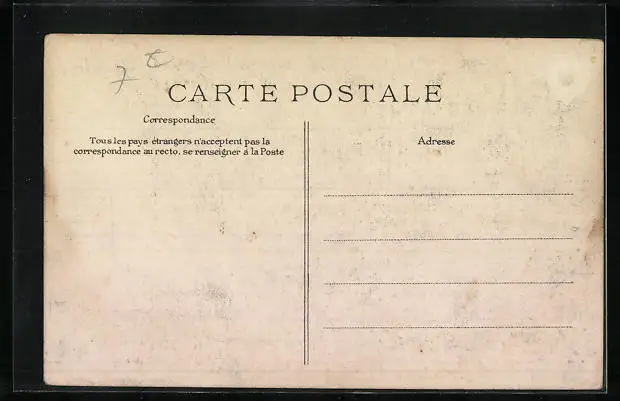 7 €
CARTE POSTALE
Correspondance
Tous les pays étrangers n'acceptent pas la
correspondance au recto, se renseigner à la Poste
Adresse